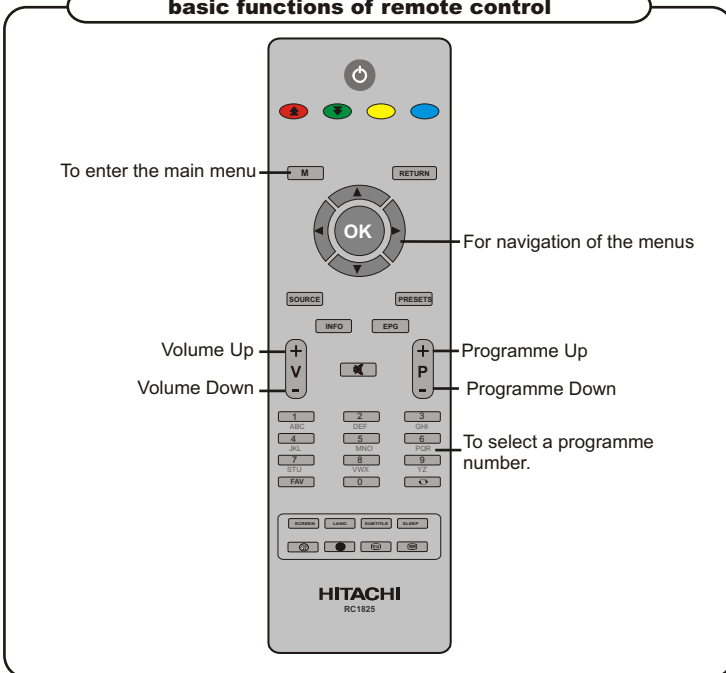 basic functions of remote control
To enter the main menu
M
RETURN
OK
For navigation of the menus
SOURCE
PRESETS
INFO
EPG
Volume Up
+
V
-
Volume Down
+
P
-
Programme Up
Programme Down
1
2
3
ABC
DEF
GHI
4
5
6
JKL
MNO
PQR
To select a programme
number.
7
8
9
STU
VWX
YZ
FAV
0
SCREEN
LANG.
SUBTITLE
SLEEP
HITACHI
RC1825